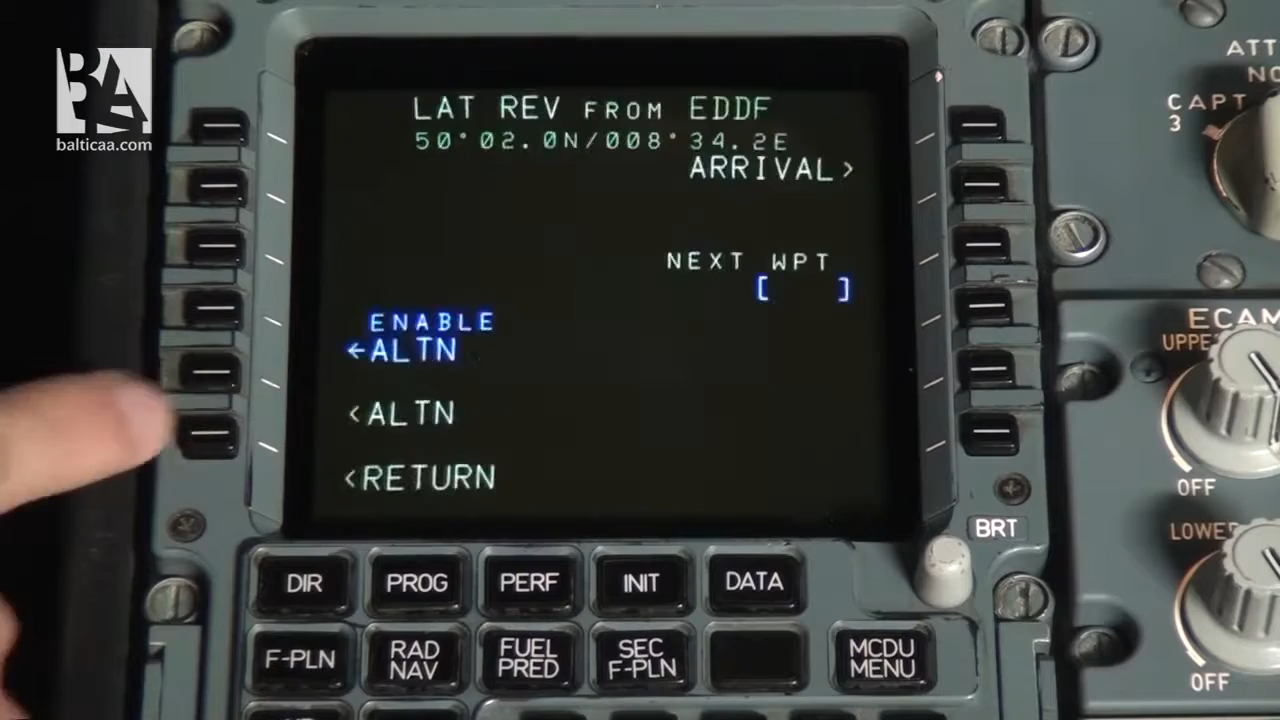 BA
balticaa.com
LAT REV FROM EDDF
50°02.0N/008°34.2E
ARRIVAL>
NEXT WPT
[ ]
ENABLE
←ALTN
<ALTN
<RETURN
BRT
DIR
PROG
PERF
INIT
DATA
F-PLN
RAD
NAV
FUEL
PRED
SEC
F-PLN
MCDU
MENU
ATT
NO
CAPT
3
ECAM
UPPE
OFF
LOWER
OFF